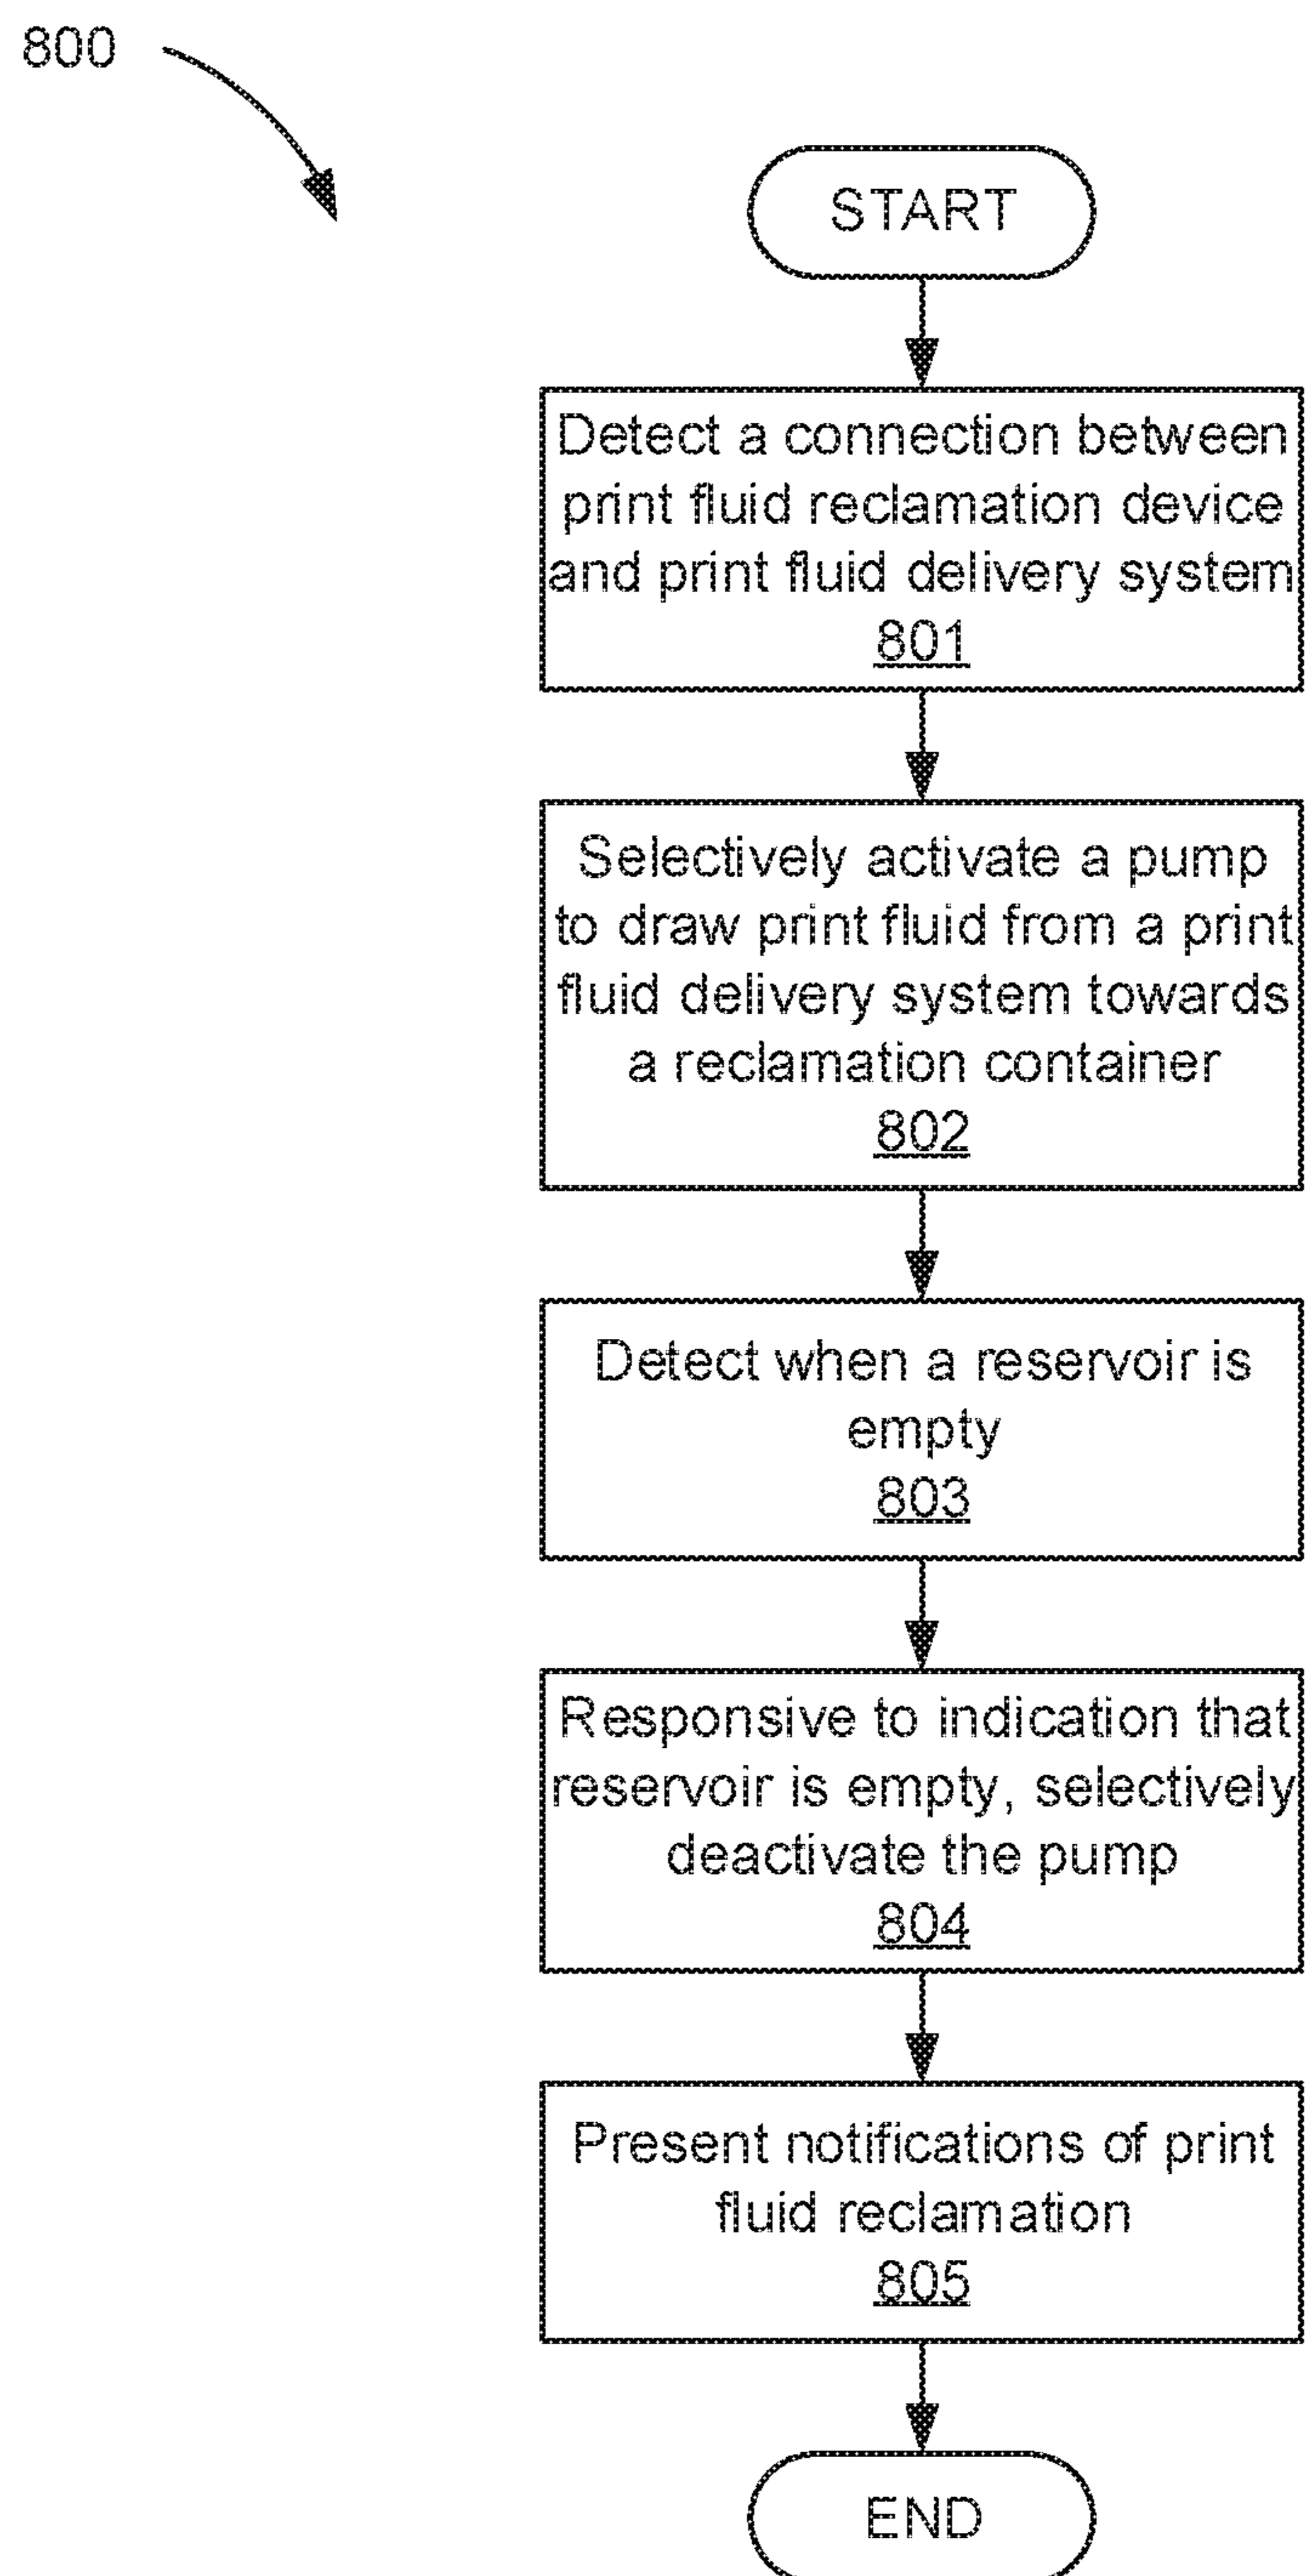 800
START
Detect a connection between
print fluid reclamation device
and print fluid delivery system
801
Selectively activate a pump
to draw print fluid from a print
fluid delivery system towards
a reclamation container
802
Detect when a reservoir is
empty
803
Responsive to indication that
reservoir is empty, selectively
deactivate the pump
804
Present notifications of print
fluid reclamation
805
END